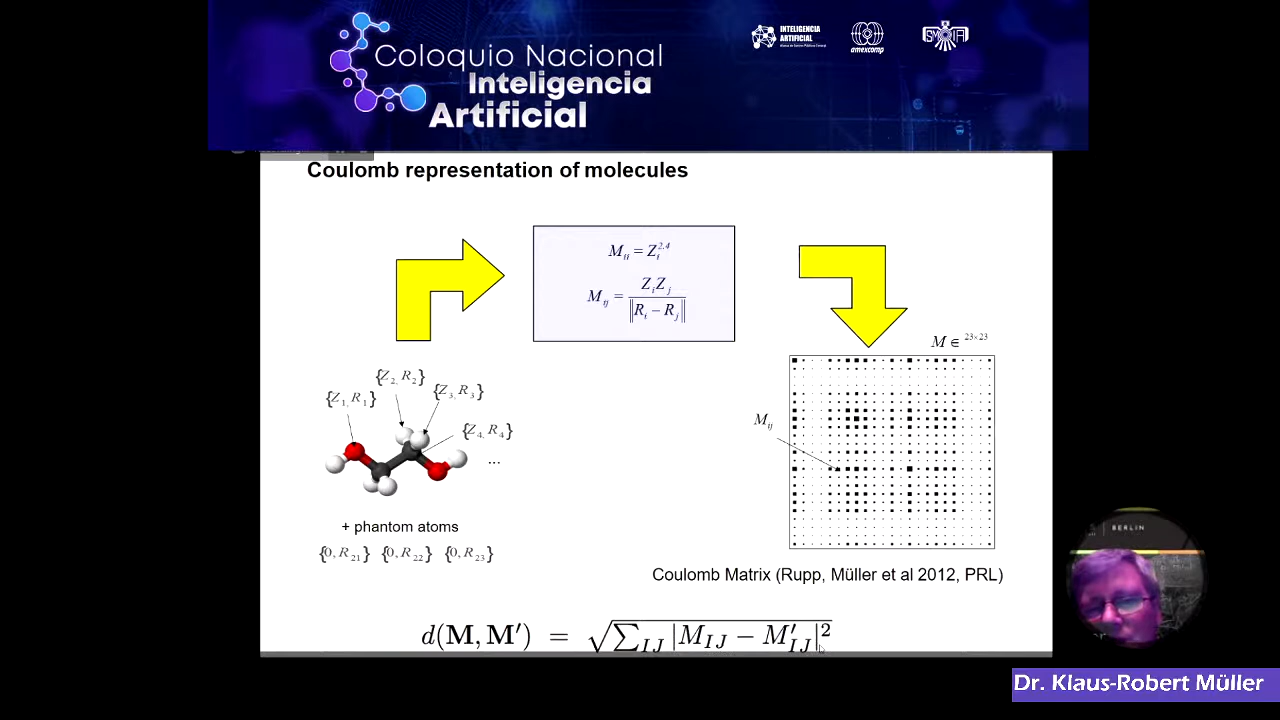 Coloquio Nacional
Inteligencia
Artificial
INTELIGENCIA
ARTIFICIAL
amexcomp
SMIA
Coulomb representation of molecules
M_ii = Z_i^2.4
M_ij = Z_i Z_j / ||R_i − R_j||
M ∈ 23×23
{Z_1, R_1}
{Z_2, R_2}
{Z_3, R_3}
{Z_4, R_4}
...
M_ij
+ phantom atoms
{0, R_21} {0, R_22} {0, R_23}
Coulomb Matrix (Rupp, Müller et al 2012, PRL)
d(M, M′) = √∑_IJ |M_IJ − M′_IJ|^2
BERLIN
Dr. Klaus-Robert Müller